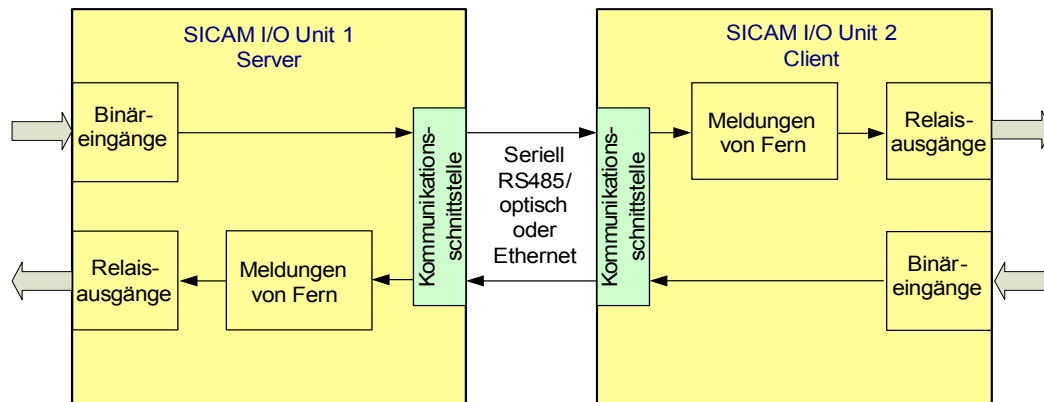 SICAM I/O Unit 1
Server
Binär-
eingänge
Kommunikations-
schnittstelle
Relais-
ausgänge
Meldungen
von Fern
Seriell
RS485/
optisch
oder
Ethernet
SICAM I/O Unit 2
Client
Kommunikations-
schnittstelle
Meldungen
von Fern
Relais-
ausgänge
Binär-
eingänge